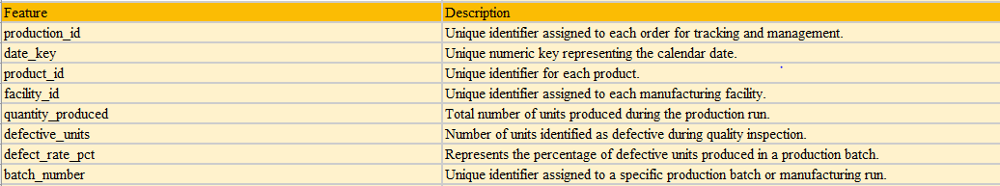 Feature Description
production_id Unique identifier assigned to each order for tracking and management.
date_key Unique numeric key representing the calendar date.
product_id Unique identifier for each product.
facility_id Unique identifier assigned to each manufacturing facility.
quantity_produced Total number of units produced during the production run.
defective_units Number of units identified as defective during quality inspection.
defect_rate_pct Represents the percentage of defective units produced in a production batch.
batch_number Unique identifier assigned to a specific production batch or manufacturing run.